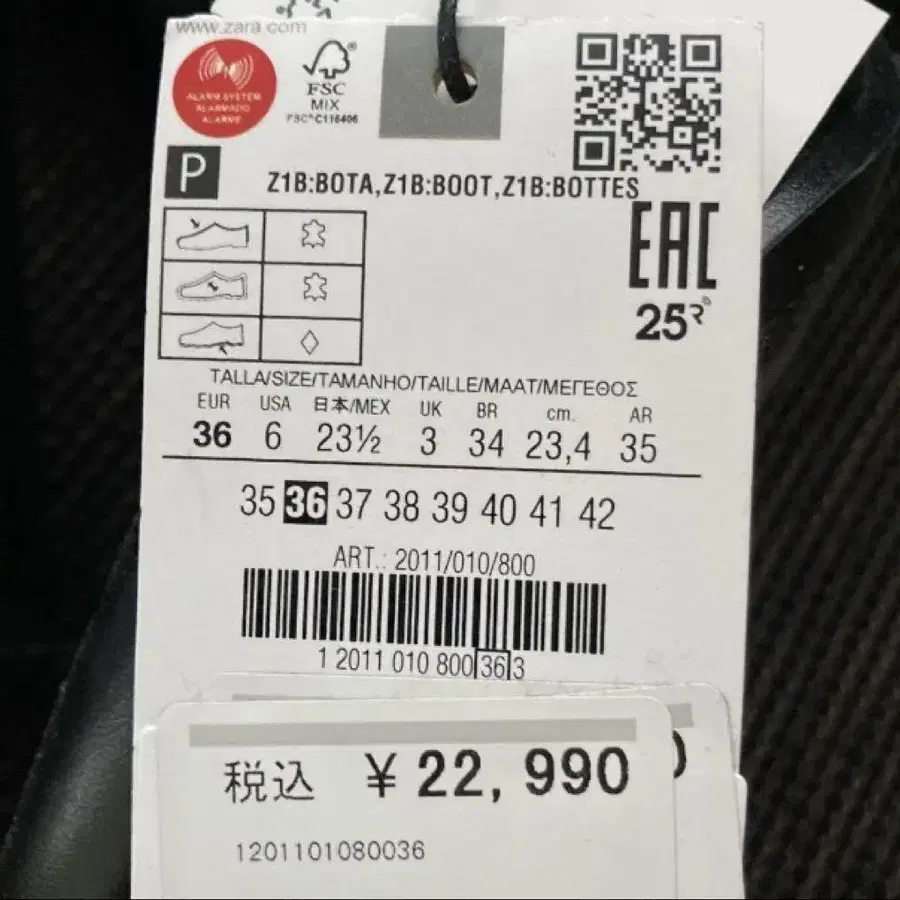 www.zara.com
ALARM SYSTEM
ALARMADO
ALARME
FSC®
MIX
FSC® C116406
P
Z1B:BOTA,Z1B:BOOT,Z1B:BOTTES
EAC
25
TALLA/SIZE/TAMANHO/TAILLE/MAAT/ΜΕΓΕΘΟΣ
EUR USA 日本/MEX UK BR cm. AR
36 6 23½ 3 34 23,4 35
35 36 37 38 39 40 41 42
ART.: 2011/010/800
1 2011 010 800 36 3
税込 ¥ 22, 990
1201101080036